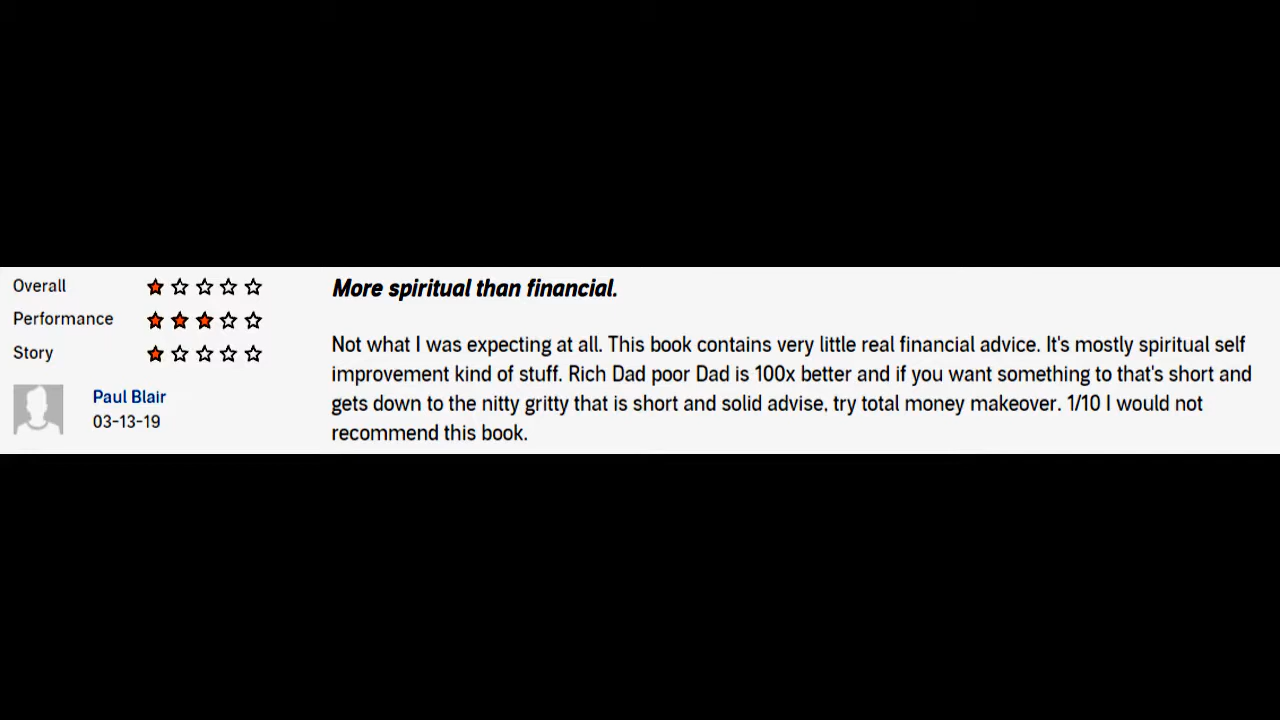 Overall
Performance
Story
Paul Blair
03-13-19
More spiritual than financial.
Not what I was expecting at all. This book contains very little real financial advice. It's mostly spiritual self
improvement kind of stuff. Rich Dad poor Dad is 100x better and if you want something to that's short and
gets down to the nitty gritty that is short and solid advise, try total money makeover. 1/10 I would not
recommend this book.